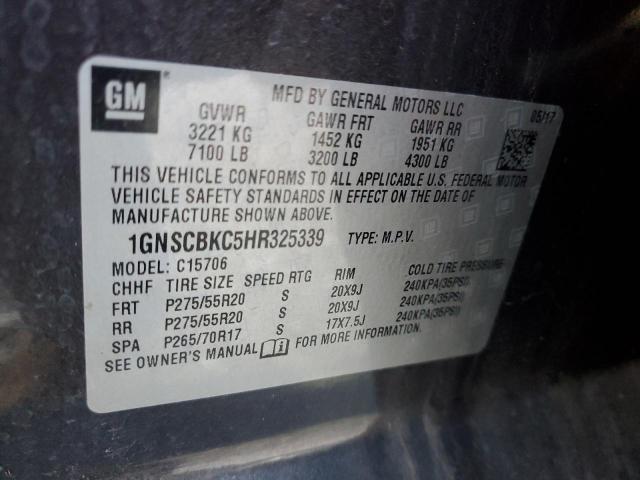 GM
MFD BY GENERAL MOTORS LLC
05/17
GVWR GAWR FRT GAWR RR
3221 KG 1452 KG 1951 KG
7100 LB 3200 LB 4300 LB
THIS VEHICLE CONFORMS TO ALL APPLICABLE U.S. FEDERAL MOTOR
VEHICLE SAFETY STANDARDS IN EFFECT ON THE DATE OF
MANUFACTURE SHOWN ABOVE.
1GNSCBKC5HR325339 TYPE: M.P.V.
MODEL: C15706
CHHF TIRE SIZE SPEED RTG RIM COLD TIRE PRESSURE
FRT P275/55R20 S 20X9J 240KPA(35PSI)
RR P275/55R20 S 20X9J 240KPA(35PSI)
SPA P265/70R17 S 17X7.5J 240KPA(35PSI)
SEE OWNER'S MANUAL FOR MORE INFORMATION.